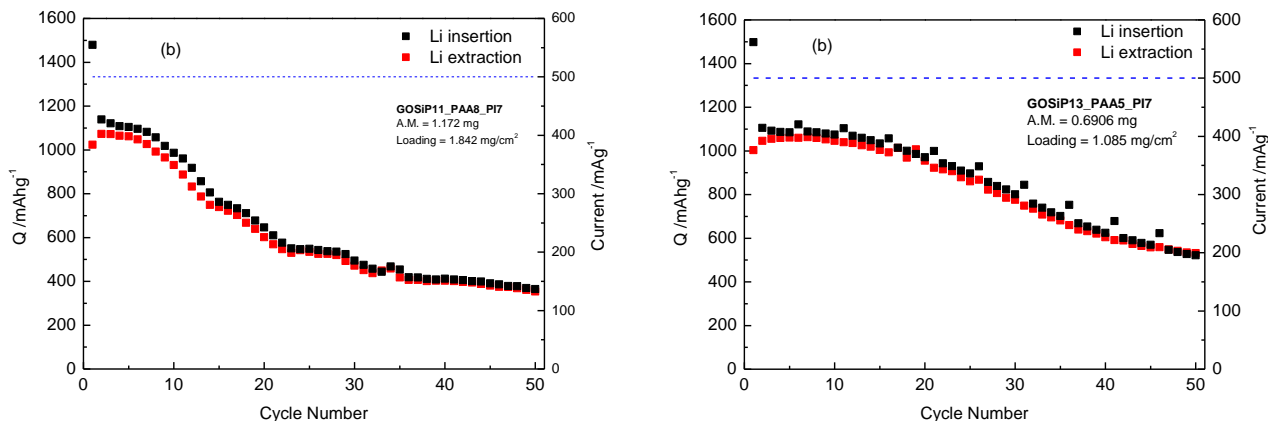 1600
1400
1200
1000
800
600
400
200
0
Q /mAhg-1
600
500
400
300
200
100
0
Current /mAg-1
(b)
Li insertion
Li extraction
GOSiP11_PAA8_PI7
A.M. = 1.172 mg
Loading = 1.842 mg/cm2
0 10 20 30 40 50
Cycle Number
1600
1400
1200
1000
800
600
400
200
0
Q /mAhg-1
600
500
400
300
200
100
0
Current /mAg-1
(b)
Li insertion
Li extraction
GOSiP13_PAA5_PI7
A.M. = 0.6906 mg
Loading = 1.085 mg/cm2
0 10 20 30 40 50
Cycle Number